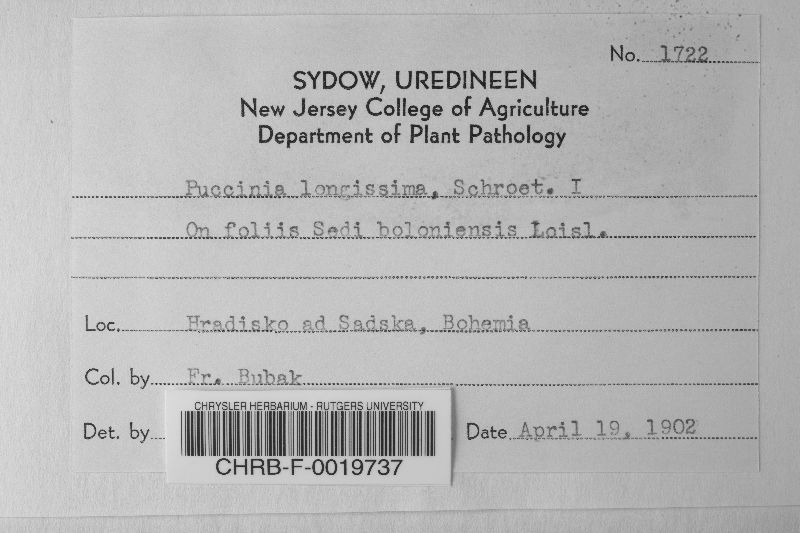 No. 1722
SYDOW, UREDINEEN
New Jersey College of Agriculture
Department of Plant Pathology
Puccinia longissima, Schroet. I
On foliis Sedi boloniensis Loisl.
Loc. Hradisko ad Sadska, Bohemia
Col. by Fr. Bubak
Det. by
Date April 19, 1902
CHRYSLER HERBARIUM - RUTGERS UNIVERSITY
CHRB-F-0019737